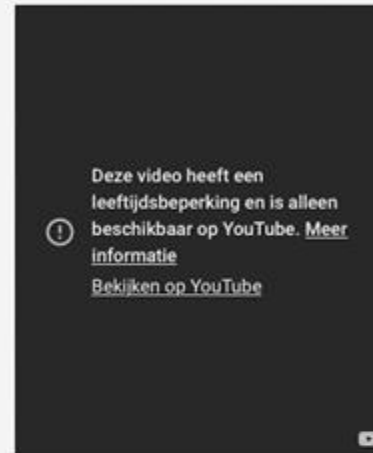 Deze video heeft een
leeftijdsbeperking en is alleen
beschikbaar op YouTube. Meer
informatie
Bekijken op YouTube